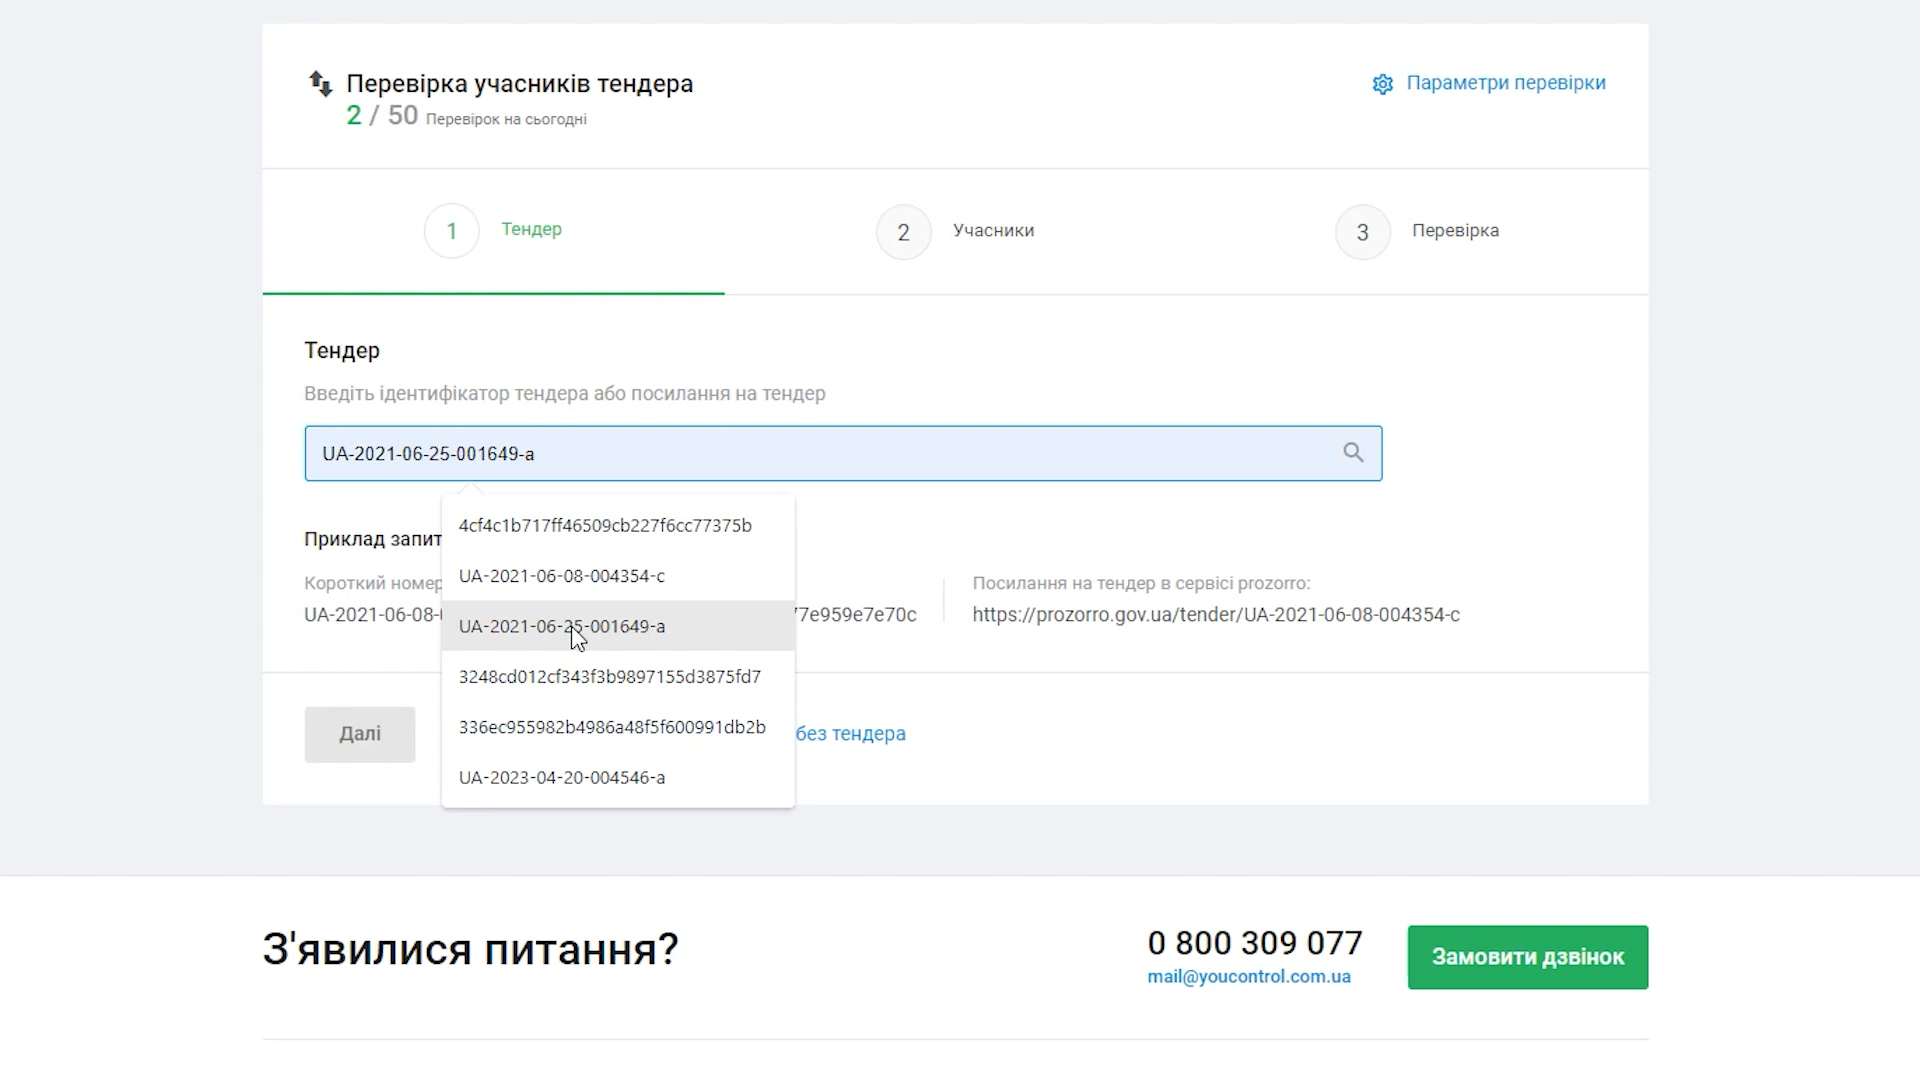 Перевірка учасників тендера
2 / 50 Перевірок на сьогодні
Параметри перевірки
1 Тендер
2 Учасники
3 Перевірка
Тендер
Введіть ідентифікатор тендера або посилання на тендер
UA-2021-06-25-001649-a
4cf4c1b717ff46509cb227f6cc77375b
UA-2021-06-08-004354-c
UA-2021-06-25-001649-a
3248cd012cf343f3b9897155d3875fd7
336ec955982b4986a48f5f600991db2b
UA-2023-04-20-004546-a
Приклад запит
Короткий номер
UA-2021-06-08-
77e959e7e70c
Посилання на тендер в сервісі prozorro:
https://prozorro.gov.ua/tender/UA-2021-06-08-004354-c
Далі
без тендера
З'явилися питання?
0 800 309 077
mail@youcontrol.com.ua
Замовити дзвінок